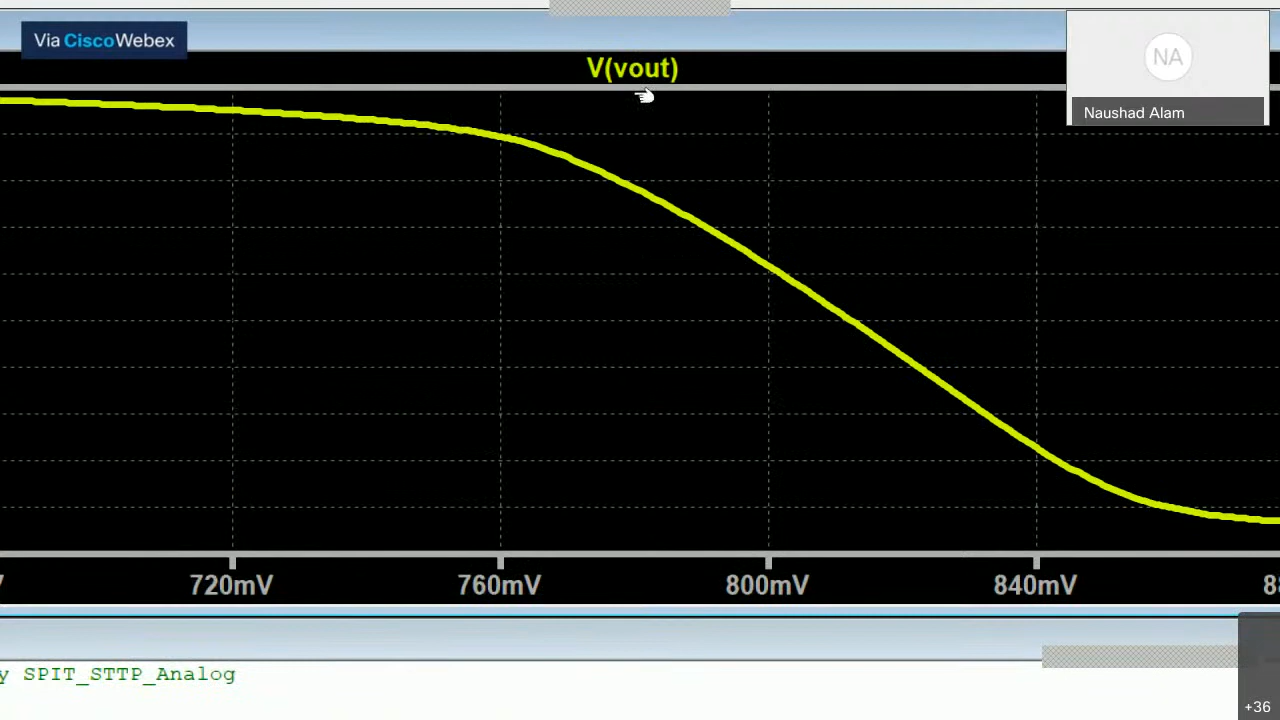 Via CiscoWebex
V(vout)
NA
Naushad Alam
720mV 760mV 800mV 840mV
y SPIT_STTP_Analog
+36